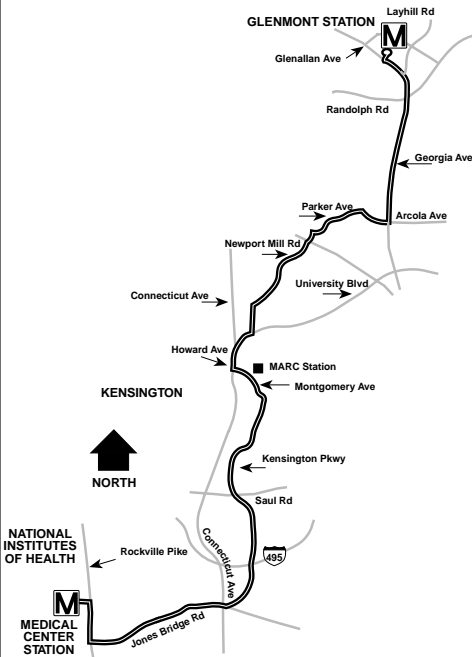 Layhill Rd
GLENMONT STATION
M
Glenallan Ave
Randolph Rd
Georgia Ave
Parker Ave
Arcola Ave
Newport Mill Rd
University Blvd
Connecticut Ave
Howard Ave
MARC Station
Montgomery Ave
KENSINGTON
Kensington Pkwy
NORTH
Saul Rd
NATIONAL
INSTITUTES
OF HEALTH
Rockville Pike
Connecticut Ave
495
M
MEDICAL
CENTER
STATION
Jones Bridge Rd